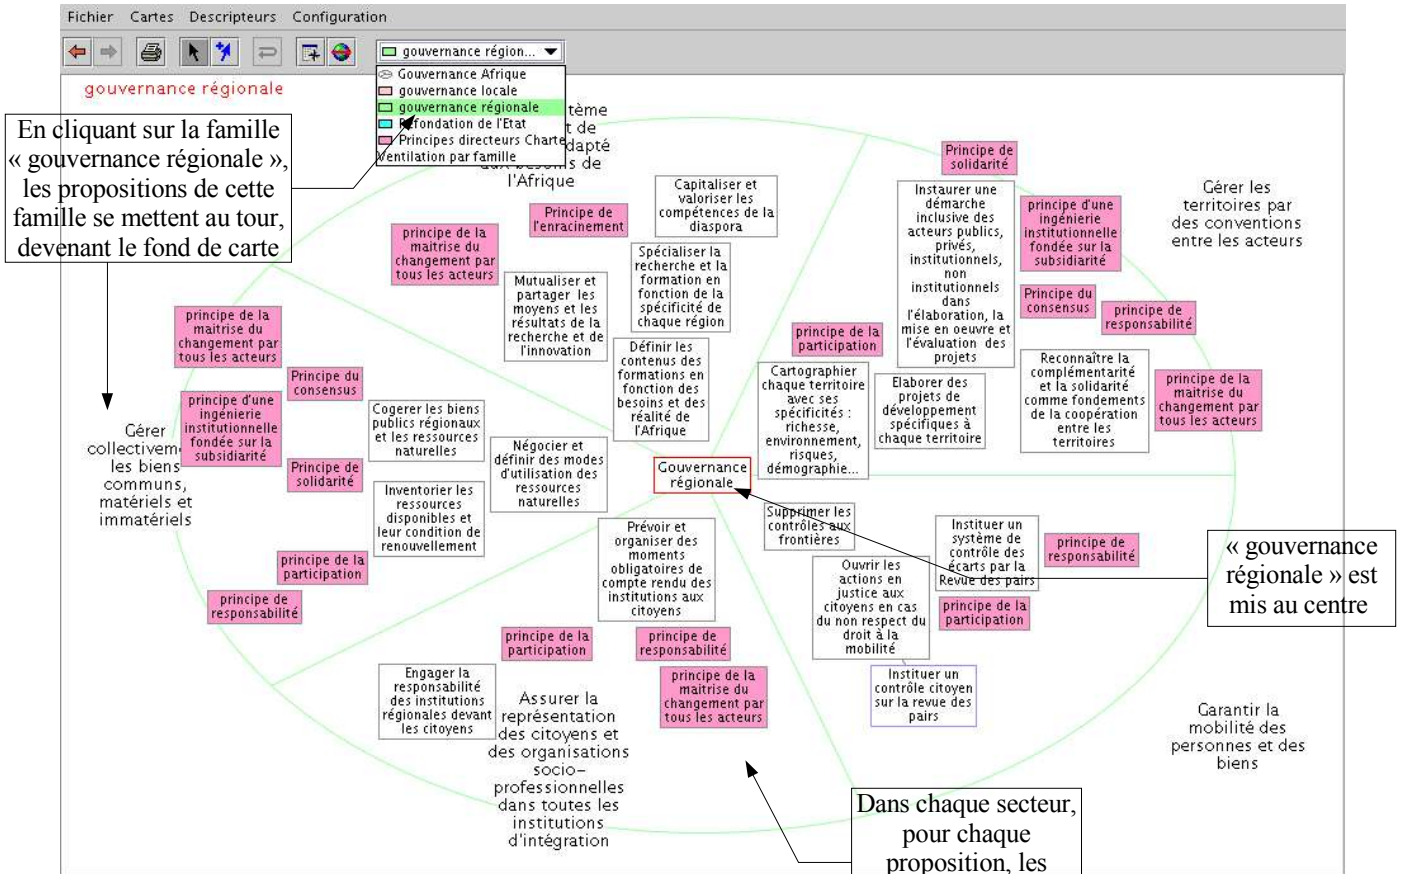 Fichier Cartes Descripteurs Configuration
gouvernance région...
Gouvernance Afrique
gouvernance locale
gouvernance régionale
Refondation de l'Etat
Principes directeurs Charte
Ventilation par famille
gouvernance régionale
En cliquant sur la famille
« gouvernance régionale »,
les propositions de cette
famille se mettent au tour,
devenant le fond de carte
tème
t de
dapté
aux besoins de
l'Afrique
Principe de
l'enracinement
Capitaliser et
valoriser les
compétences de la
diaspora
principe de la
maitrise du
changement par
tous les acteurs
Mutualiser et
partager les
moyens et les
résultats de la
recherche et de
l'innovation
Spécialiser la
recherche et la
formation en
fonction de la
spécificité de
chaque région
Définir les
contenus des
formations en
fonction des
besoins et des
réalité de
l'Afrique
Principe de
solidarité
Instaurer une
démarche
inclusive des
acteurs publics,
privés,
institutionnels,
non
institutionnels
dans
l'élaboration, la
mise en oeuvre et
l'évaluation des
projets
principe d'une
ingénierie
institutionnelle
fondée sur la
subsidiarité
Gérer les
territoires par
des conventions
entre les acteurs
Principe du
consensus
principe de
responsabilité
principe de la
participation
Cartographier
chaque territoire
avec ses
spécificités :
richesse,
environnement,
risques,
démographie...
Elaborer des
projets de
développement
spécifiques à
chaque territoire
Reconnaître la
complémentarité
et la solidarité
comme fondements
de la coopération
entre les
territoires
principe de la
maitrise du
changement par
tous les acteurs
principe de la
maitrise du
changement par
tous les acteurs
Principe du
consensus
principe d'une
ingénierie
institutionnelle
fondée sur la
subsidiarité
Principe de
solidarité
Gérer
collectiveme
les biens
communs,
matériels et
immatériels
Cogerer les biens
publics régionaux
et les ressources
naturelles
Négocier et
définir des modes
d'utilisation des
ressources
naturelles
Inventorier les
ressources
disponibles et
leur condition de
renouvellement
principe de la
participation
principe de
responsabilité
Gouvernance
régionale
Supprimer les
contrôles aux
frontières
Instituer un
système de
contrôle des
écarts par la
Revue des pairs
principe de
responsabilité
principe de la
participation
Ouvrir les
actions en
justice aux
citoyens en cas
du non respect du
droit à la
mobilité
Instituer un
contrôle citoyen
sur la revue des
pairs
« gouvernance
régionale » est
mis au centre
Prévoir et
organiser des
moments
obligatoires de
compte rendu des
institutions aux
citoyens
principe de la
participation
principe de
responsabilité
principe de la
maitrise du
changement par
tous les acteurs
Engager la
responsabilité
des institutions
régionales devant
les citoyens
Assurer la
représentation
des citoyens et
des organisations
socio–
professionnelles
dans toutes les
institutions
d'intégration
Garantir la
mobilité des
personnes et des
biens
Dans chaque secteur,
pour chaque
proposition, les